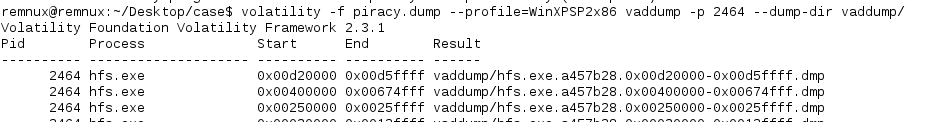 remnux@remnux:~/Desktop/case$ volatility -f piracy.dump --profile=WinXPSP2x86 vaddump -p 2464 --dump-dir vaddump/
Volatility Foundation Volatility Framework 2.3.1
Pid        Process              Start      End        Result
---------- -------------------- ---------- ---------- ------
      2464 hfs.exe              0x00d20000 0x00d5ffff vaddump/hfs.exe.a457b28.0x00d20000-0x00d5ffff.dmp
      2464 hfs.exe              0x00400000 0x00674fff vaddump/hfs.exe.a457b28.0x00400000-0x00674fff.dmp
      2464 hfs.exe              0x00250000 0x0025ffff vaddump/hfs.exe.a457b28.0x00250000-0x0025ffff.dmp